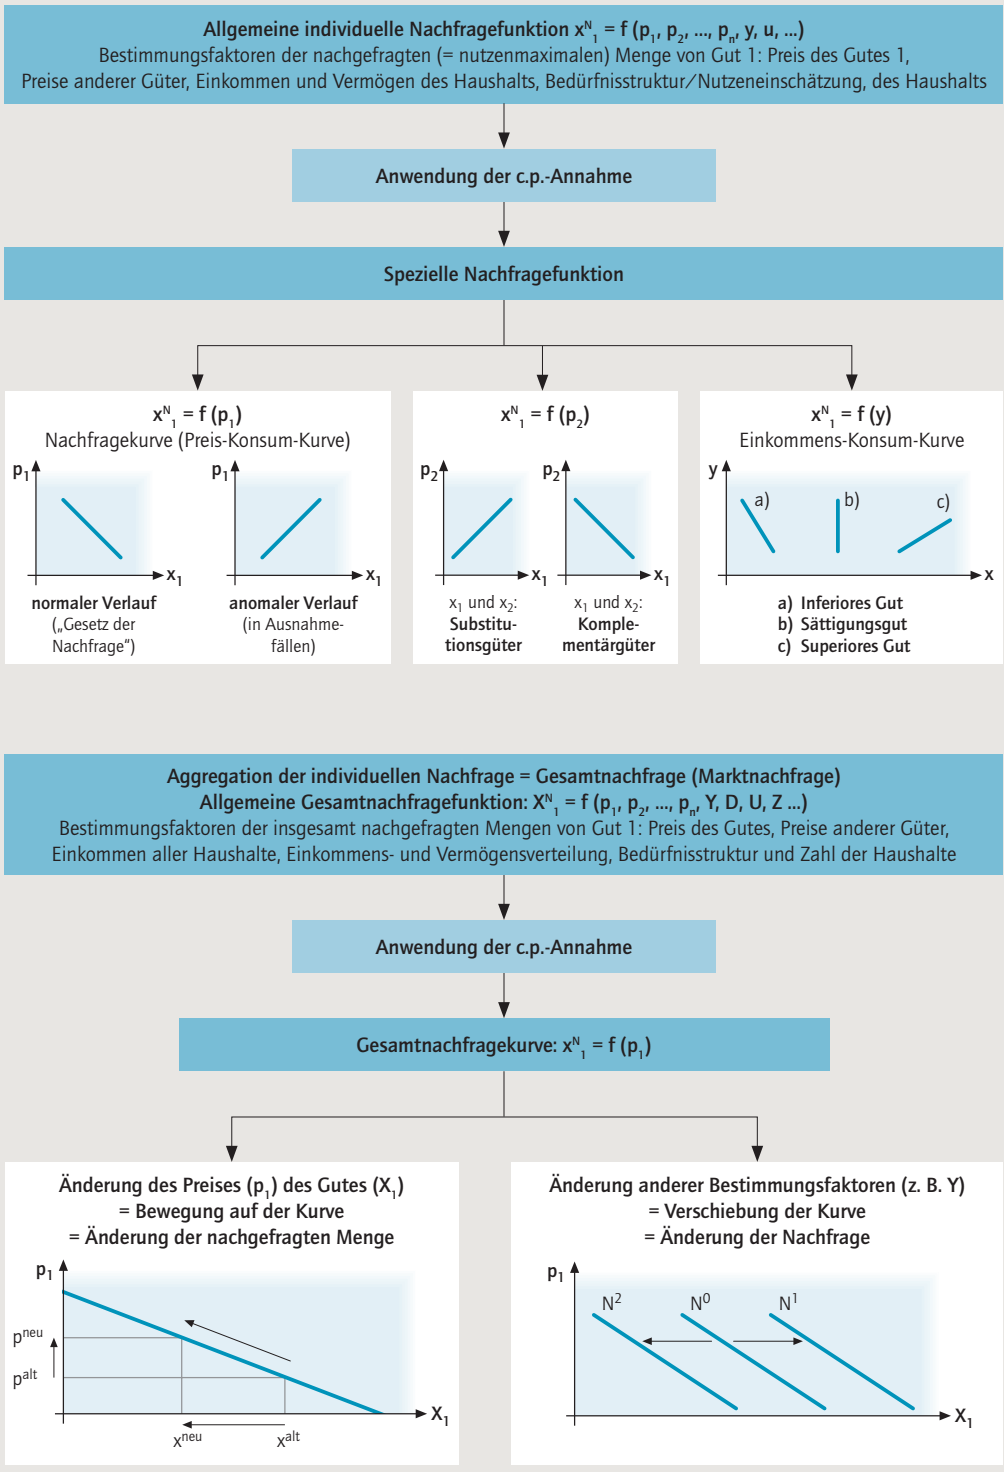 Allgemeine individuelle Nachfragefunktion xᴺ₁ = f (p₁, p₂, ..., pₙ, y, u, ...)
Bestimmungsfaktoren der nachgefragten (= nutzenmaximalen) Menge von Gut 1: Preis des Gutes 1,
Preise anderer Güter, Einkommen und Vermögen des Haushalts, Bedürfnisstruktur/Nutzeneinschätzung, des Haushalts
Anwendung der c.p.-Annahme
Spezielle Nachfragefunktion
xᴺ₁ = f (p₁)
Nachfragekurve (Preis-Konsum-Kurve)
p₁
x₁
normaler Verlauf
(„Gesetz der
Nachfrage“)
p₁
x₁
anomaler Verlauf
(in Ausnahme-
fällen)
xᴺ₁ = f (p₂)
p₂
x₁
x₁ und x₂:
Substitu-
tionsgüter
p₂
x₁
x₁ und x₂:
Komple-
mentärgüter
xᴺ₁ = f (y)
Einkommens-Konsum-Kurve
y
a)
b)
c)
x
a) Inferiores Gut
b) Sättigungsgut
c) Superiores Gut
Aggregation der individuellen Nachfrage = Gesamtnachfrage (Marktnachfrage)
Allgemeine Gesamtnachfragefunktion: Xᴺ₁ = f (p₁, p₂, ..., pₙ, Y, D, U, Z ...)
Bestimmungsfaktoren der insgesamt nachgefragten Mengen von Gut 1: Preis des Gutes, Preise anderer Güter,
Einkommen aller Haushalte, Einkommens- und Vermögensverteilung, Bedürfnisstruktur und Zahl der Haushalte
Anwendung der c.p.-Annahme
Gesamtnachfragekurve: xᴺ₁ = f (p₁)
Änderung des Preises (p₁) des Gutes (X₁)
= Bewegung auf der Kurve
= Änderung der nachgefragten Menge
p₁
pⁿᵉᵘ
pᵃˡᵗ
X₁
xⁿᵉᵘ
xᵃˡᵗ
Änderung anderer Bestimmungsfaktoren (z. B. Y)
= Verschiebung der Kurve
= Änderung der Nachfrage
p₁
N²
N⁰
N¹
X₁